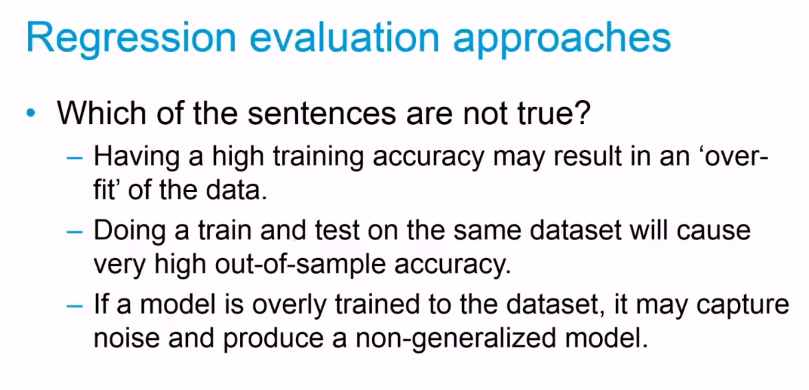 Regression evaluation approaches
• Which of the sentences are not true?
– Having a high training accuracy may result in an ‘over-
fit’ of the data.
– Doing a train and test on the same dataset will cause
very high out-of-sample accuracy.
– If a model is overly trained to the dataset, it may capture
noise and produce a non-generalized model.